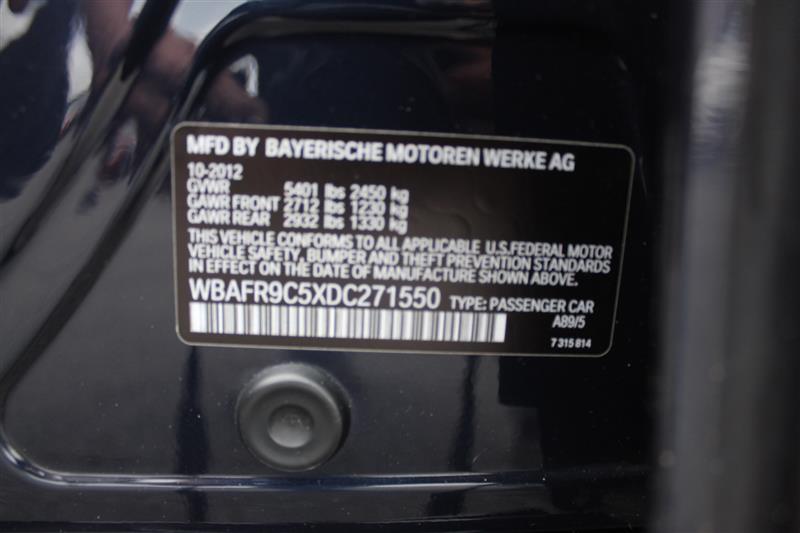 MFD BY BAYERISCHE MOTOREN WERKE AG
10-2012
GVWR 5401 lbs 2450 kg
GAWR FRONT 2712 lbs 1230 kg
GAWR REAR 2932 lbs 1330 kg
THIS VEHICLE CONFORMS TO ALL APPLICABLE U.S.FEDERAL MOTOR
VEHICLE SAFETY, BUMPER AND THEFT PREVENTION STANDARDS
IN EFFECT ON THE DATE OF MANUFACTURE SHOWN ABOVE.
WBAFR9C5XDC271550 TYPE: PASSENGER CAR
A89/5
7 315 814